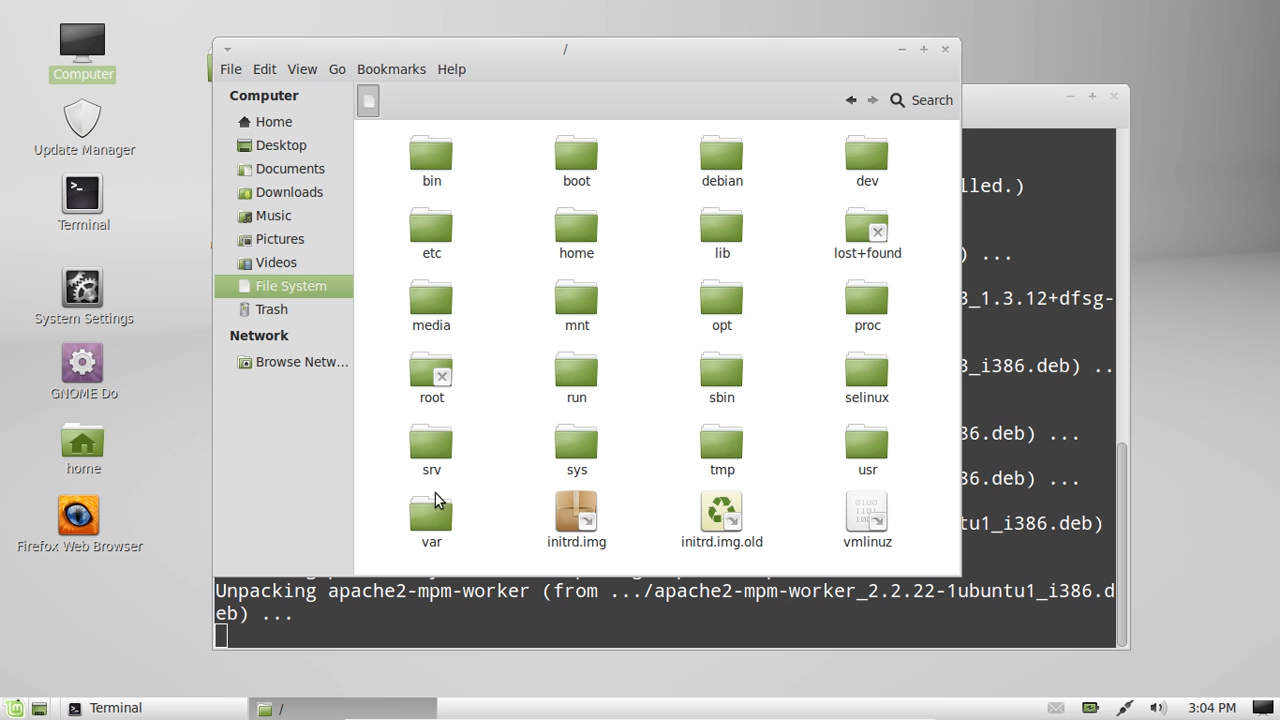 Computer
Update Manager
Terminal
System Settings
GNOME Do
home
Firefox Web Browser
/
File Edit View Go Bookmarks Help
Computer
Home
Desktop
Documents
Downloads
Music
Pictures
Videos
File System
Trash
Network
Browse Netw...
Search
bin boot debian dev
etc home lib lost+found
media mnt opt proc
root run sbin selinux
srv sys tmp usr
var initrd.img initrd.img.old vmlinuz
lled.)
) ...
3_1.3.12+dfsg-
3_i386.deb) ..
86.deb) ...
86.deb) ...
tu1_i386.deb)
Unpacking apache2-mpm-worker (from .../apache2-mpm-worker_2.2.22-1ubuntu1_i386.d
eb) ...
Terminal
/
3:04 PM